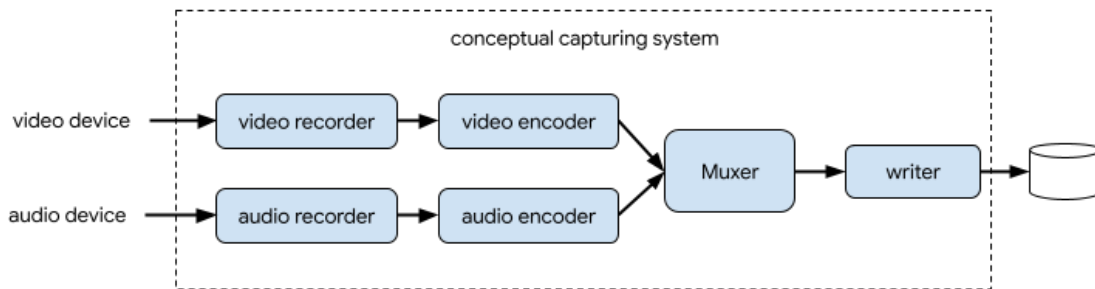 conceptual capturing system
video device
video recorder
video encoder
Muxer
writer
audio device
audio recorder
audio encoder